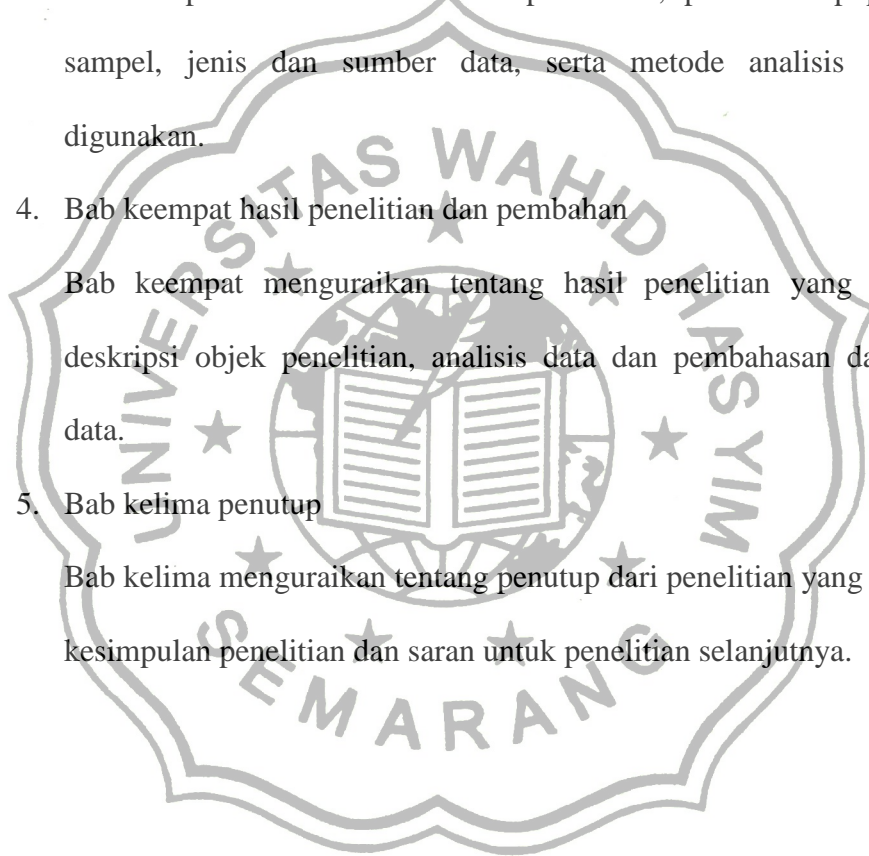 sampel, jenis dan sumber data, serta metode analisis
digunakan.
4. Bab keempat hasil penelitian dan pembahan
Bab keempat menguraikan tentang hasil penelitian yang
deskripsi objek penelitian, analisis data dan pembahasan
data.
5. Bab kelima penutup
Bab kelima menguraikan tentang penutup dari penelitian yang
kesimpulan penelitian dan saran untuk penelitian selanjutnya.
UNIVERSITAS WAHID HASYIM
SEMARANG